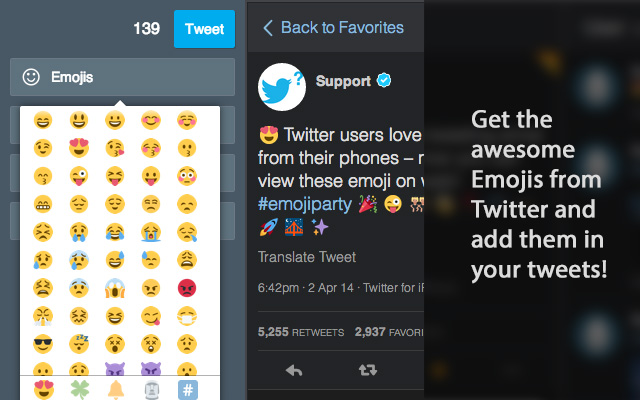 139
Tweet
Emojis
Back to Favorites
Support
Twitter users love
from their phones –
view these emoji on
#emojiparty
Translate Tweet
6:42pm · 2 Apr 14 · Twitter for
5,255 RETWEETS 2,937
Get the
awesome
Emojis from
Twitter and
add them in
your tweets!